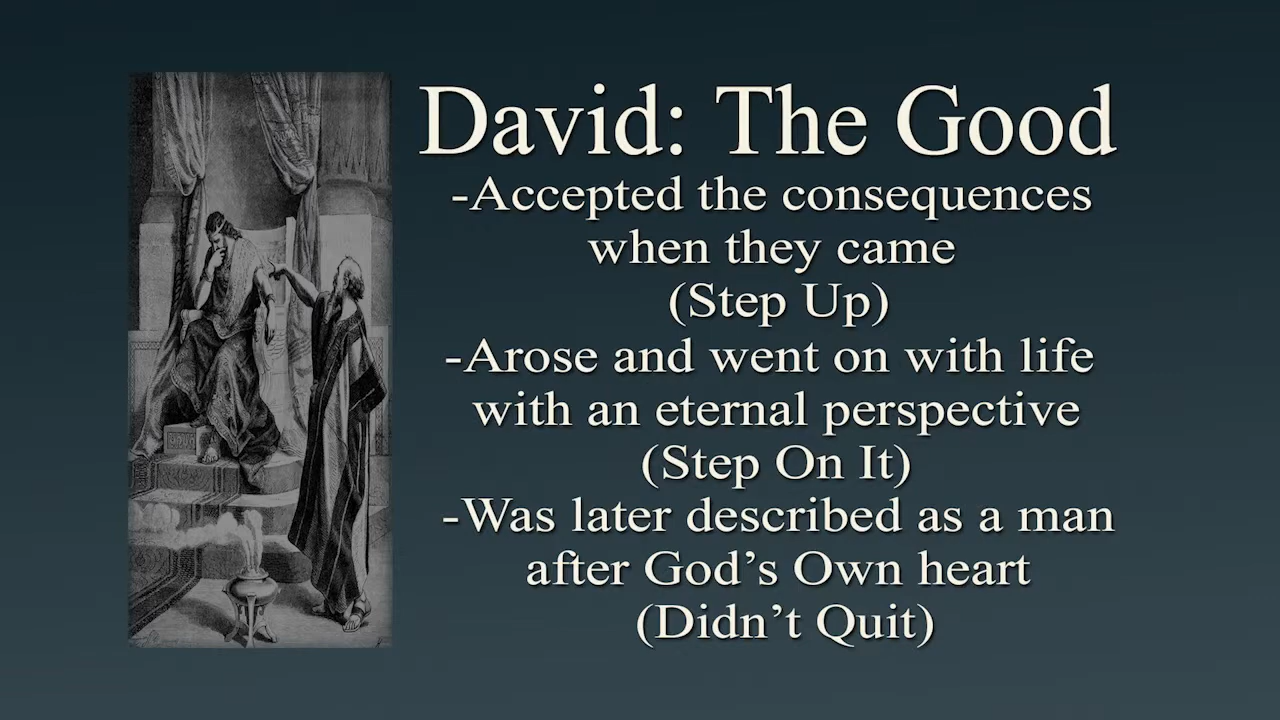 David: The Good
-Accepted the consequences
when they came
(Step Up)
-Arose and went on with life
with an eternal perspective
(Step On It)
-Was later described as a man
after God’s Own heart
(Didn’t Quit)